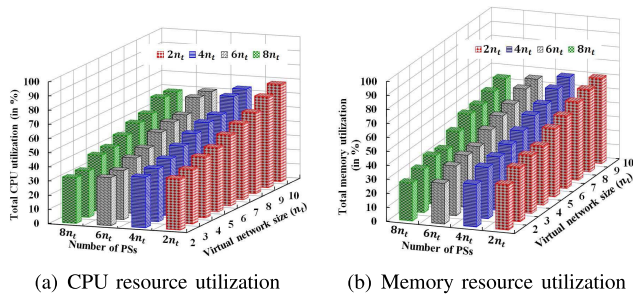 2n_t 4n_t 6n_t 8n_t
Total CPU utilization (in %)
100
90
80
70
60
50
40
30
20
10
0
8n_t 6n_t 4n_t 2n_t
Number of PSs
2 3 4 5 6 7 8 9 10
Virtual network size (n_t)
(a) CPU resource utilization
2n_t 4n_t 6n_t 8n_t
Total memory utilization
(in %)
100
90
80
70
60
50
40
30
20
10
0
8n_t 6n_t 4n_t 2n_t
Number of PSs
2 3 4 5 6 7 8 9 10
Virtual network size (n_t)
(b) Memory resource utilization